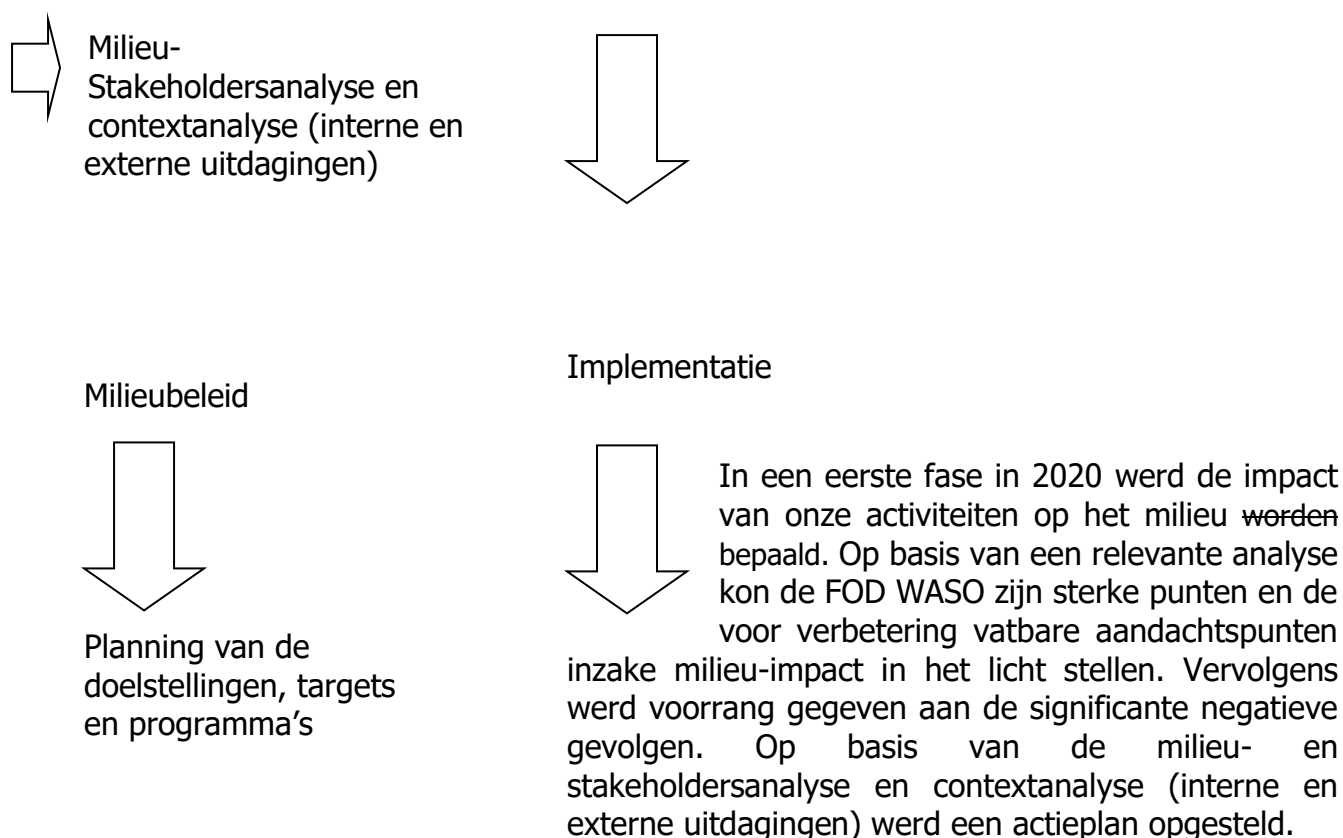 Milieu-
Stakeholdersanalyse en
contextanalyse (interne en
externe uitdagingen)
Milieubeleid
Planning van de
doelstellingen, targets
en programma’s
Implementatie
In een eerste fase in 2020 werd de impact
van onze activiteiten op het milieu worden
bepaald. Op basis van een relevante analyse
kon de FOD WASO zijn sterke punten en de
voor verbetering vatbare aandachtspunten
inzake milieu-impact in het licht stellen. Vervolgens
werd voorrang gegeven aan de significante negatieve
gevolgen. Op basis van de milieu- en
stakeholdersanalyse en contextanalyse (interne en
externe uitdagingen) werd een actieplan opgesteld.